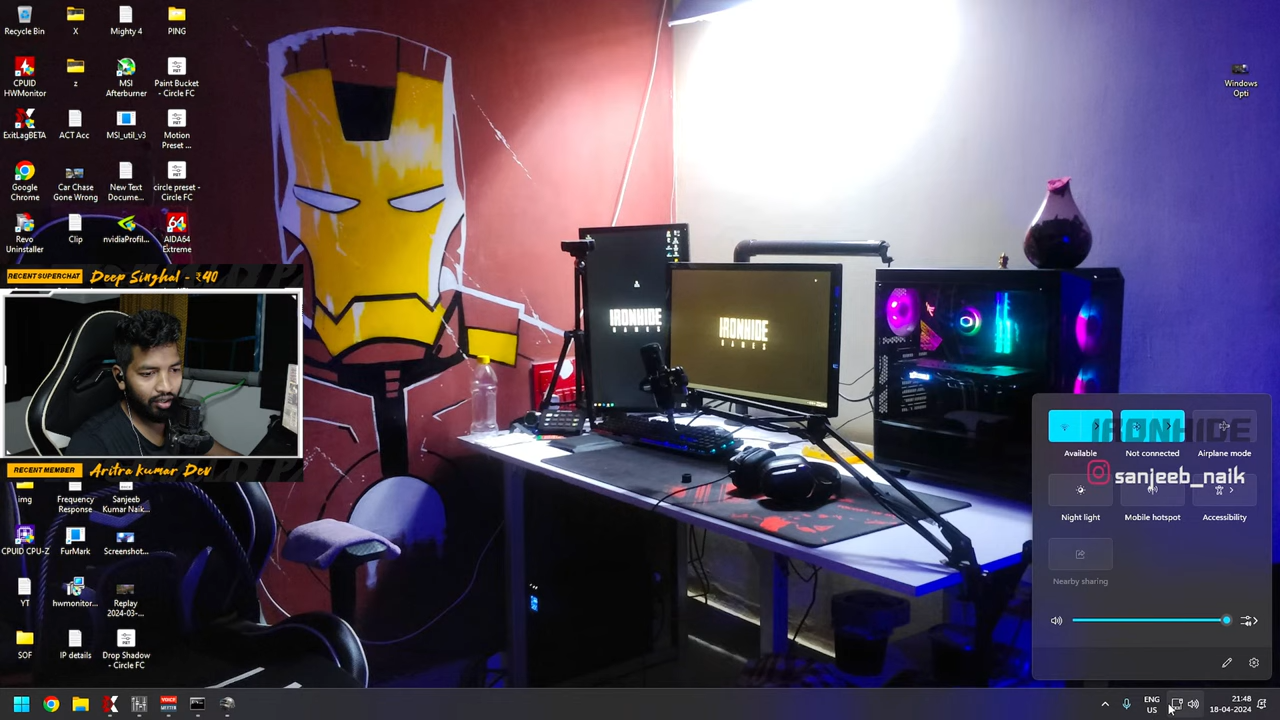 Recycle Bin
X
Mighty 4
PING
CPUID
HWMonitor
z
MSI
Afterburner
Paint Bucket
- Circle FC
Windows
Opti
ExitLagBETA
ACT Acc
MSI_util_v3
Motion
Preset ...
Google
Chrome
Car Chase
Gone Wrong
New Text
Docume...
circle preset -
Circle FC
Revo
Uninstaller
Clip
nvidiaProfil...
64
AIDA64
Extreme
RECENT SUPERCHAT
Deep Singhal - ₹40
RECENT MEMBER
Aritra Kumar Dev
IRONHIDE
GAMES
IRONHIDE
GAMES
img
Frequency
Response
Sanjeeb
Kumar Naik...
CPUID CPU-Z
FurMark
Screenshot...
YT
hwmonitor...
Replay
2024-03-...
SOF
IP details
Drop Shadow
- Circle FC
IRONHIDE
sanjeeb_naik
Available
Not connected
Airplane mode
Night light
Mobile hotspot
Accessibility
Nearby sharing
ENG
US
21:48
18-04-2024